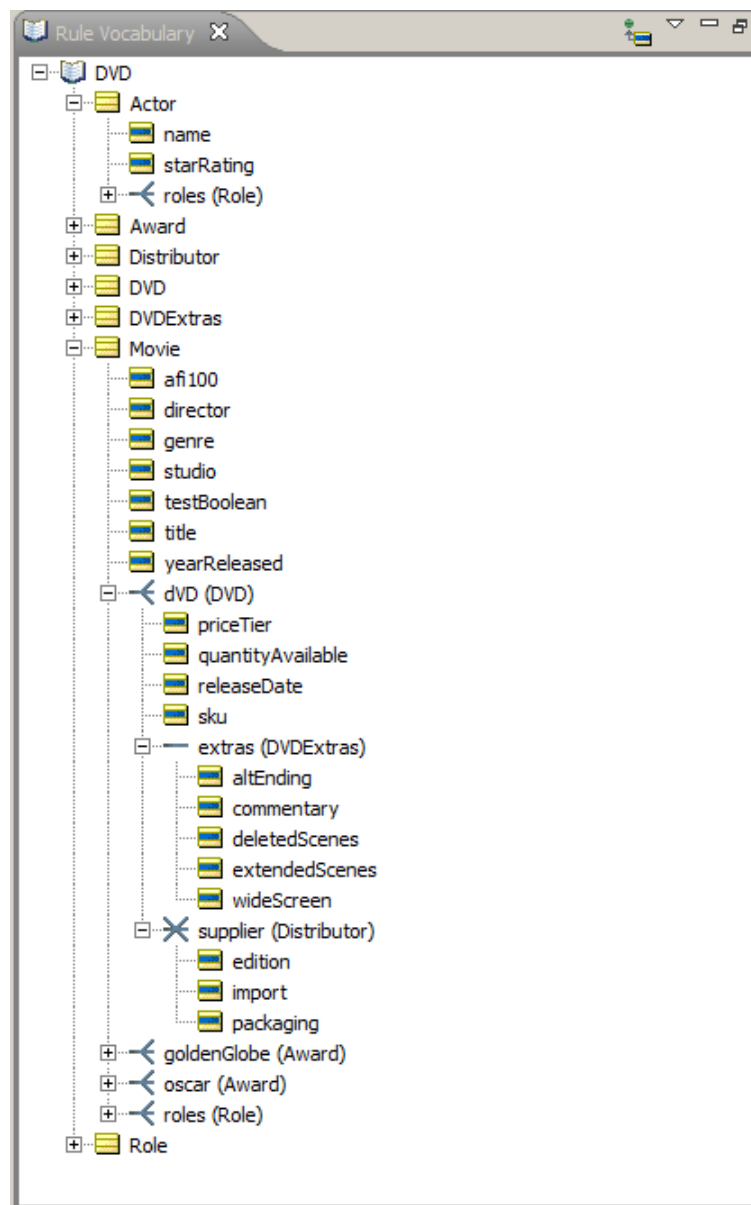 Rule Vocabulary
DVD
Actor
name
starRating
roles (Role)
Award
Distributor
DVD
DVDExtras
Movie
afi100
director
genre
studio
testBoolean
title
yearReleased
dVD (DVD)
priceTier
quantityAvailable
releaseDate
sku
extras (DVDExtras)
altEnding
commentary
deletedScenes
extendedScenes
wideScreen
supplier (Distributor)
edition
import
packaging
goldenGlobe (Award)
oscar (Award)
roles (Role)
Role